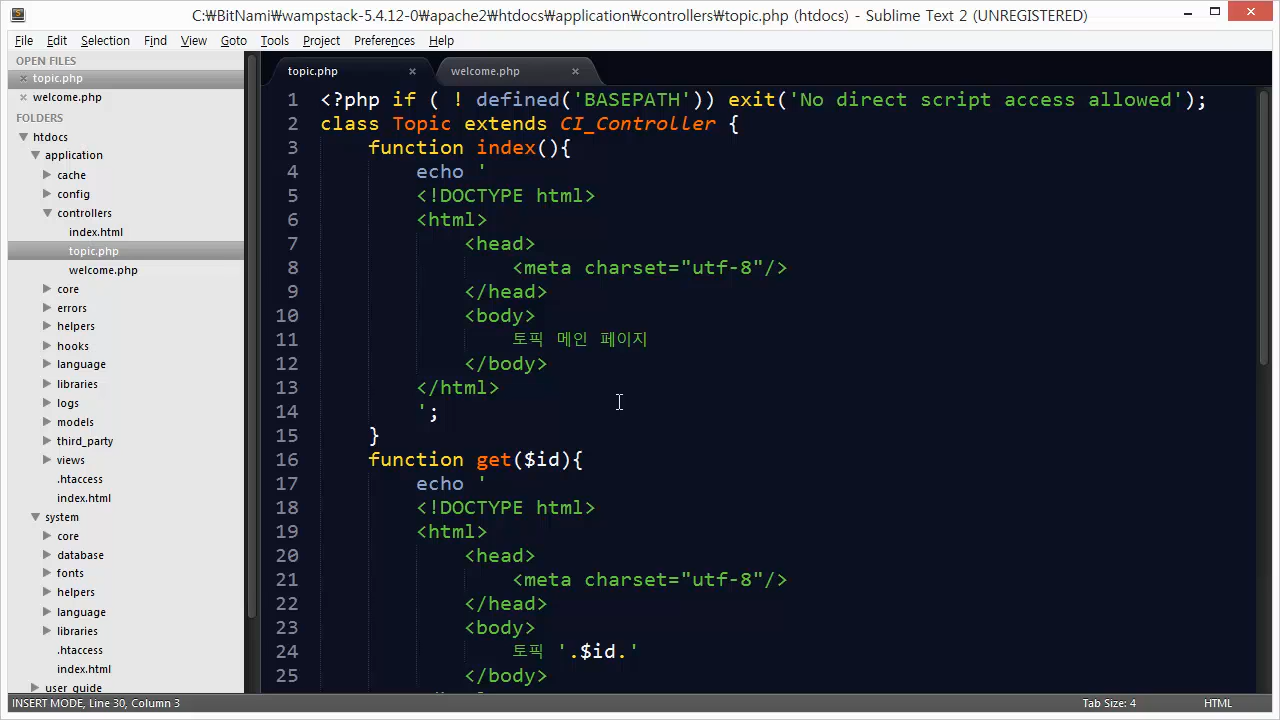 C:₩BitNami₩wampstack-5.4.12-0₩apache2₩htdocs₩application₩controllers₩topic.php (htdocs) - Sublime Text 2 (UNREGISTERED)
File Edit Selection Find View Goto Tools Project Preferences Help
OPEN FILES
topic.php
welcome.php
FOLDERS
htdocs
application
cache
config
controllers
index.html
topic.php
welcome.php
core
errors
helpers
hooks
language
libraries
logs
models
third_party
views
.htaccess
index.html
system
core
database
fonts
helpers
language
libraries
.htaccess
index.html
user_guide
topic.php welcome.php
1 <?php if ( ! defined('BASEPATH')) exit('No direct script access allowed');
2 class Topic extends CI_Controller {
3 function index(){
4 echo '
5 <!DOCTYPE html>
6 <html>
7 <head>
8 <meta charset="utf-8"/>
9 </head>
10 <body>
11 토픽 메인 페이지
12 </body>
13 </html>
14 ';
15 }
16 function get($id){
17 echo '
18 <!DOCTYPE html>
19 <html>
20 <head>
21 <meta charset="utf-8"/>
22 </head>
23 <body>
24 토픽 '.$id.'
25 </body>
INSERT MODE, Line 30, Column 3 Tab Size: 4 HTML